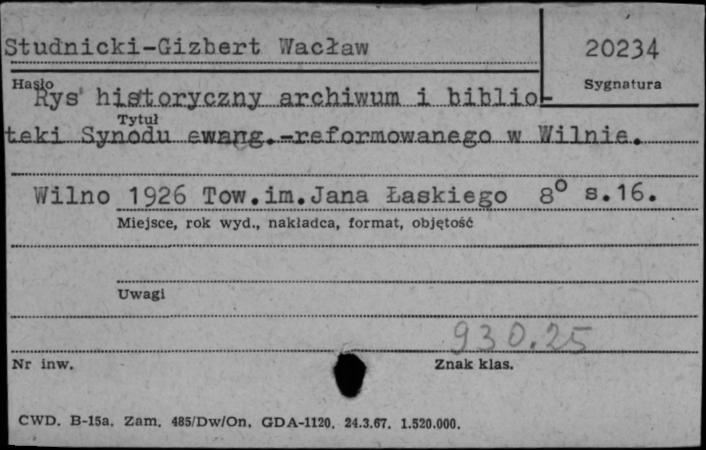 Studnicki-Gizbert Wacław 20234
Hasło Sygnatura
Rys historyczny archiwum i biblio-
Tytuł
teki Synodu ewang.-reformowanego w Wilnie.
Wilno 1926 Tow.im.Jana Łaskiego 8° s.16.
Miejsce, rok wyd., nakładca, format, objętość
Uwagi
930.25
Nr inw. Znak klas.
CWD. B-15a. Zam. 485/Dw/On. GDA-1120. 24.3.67. 1.520.000.